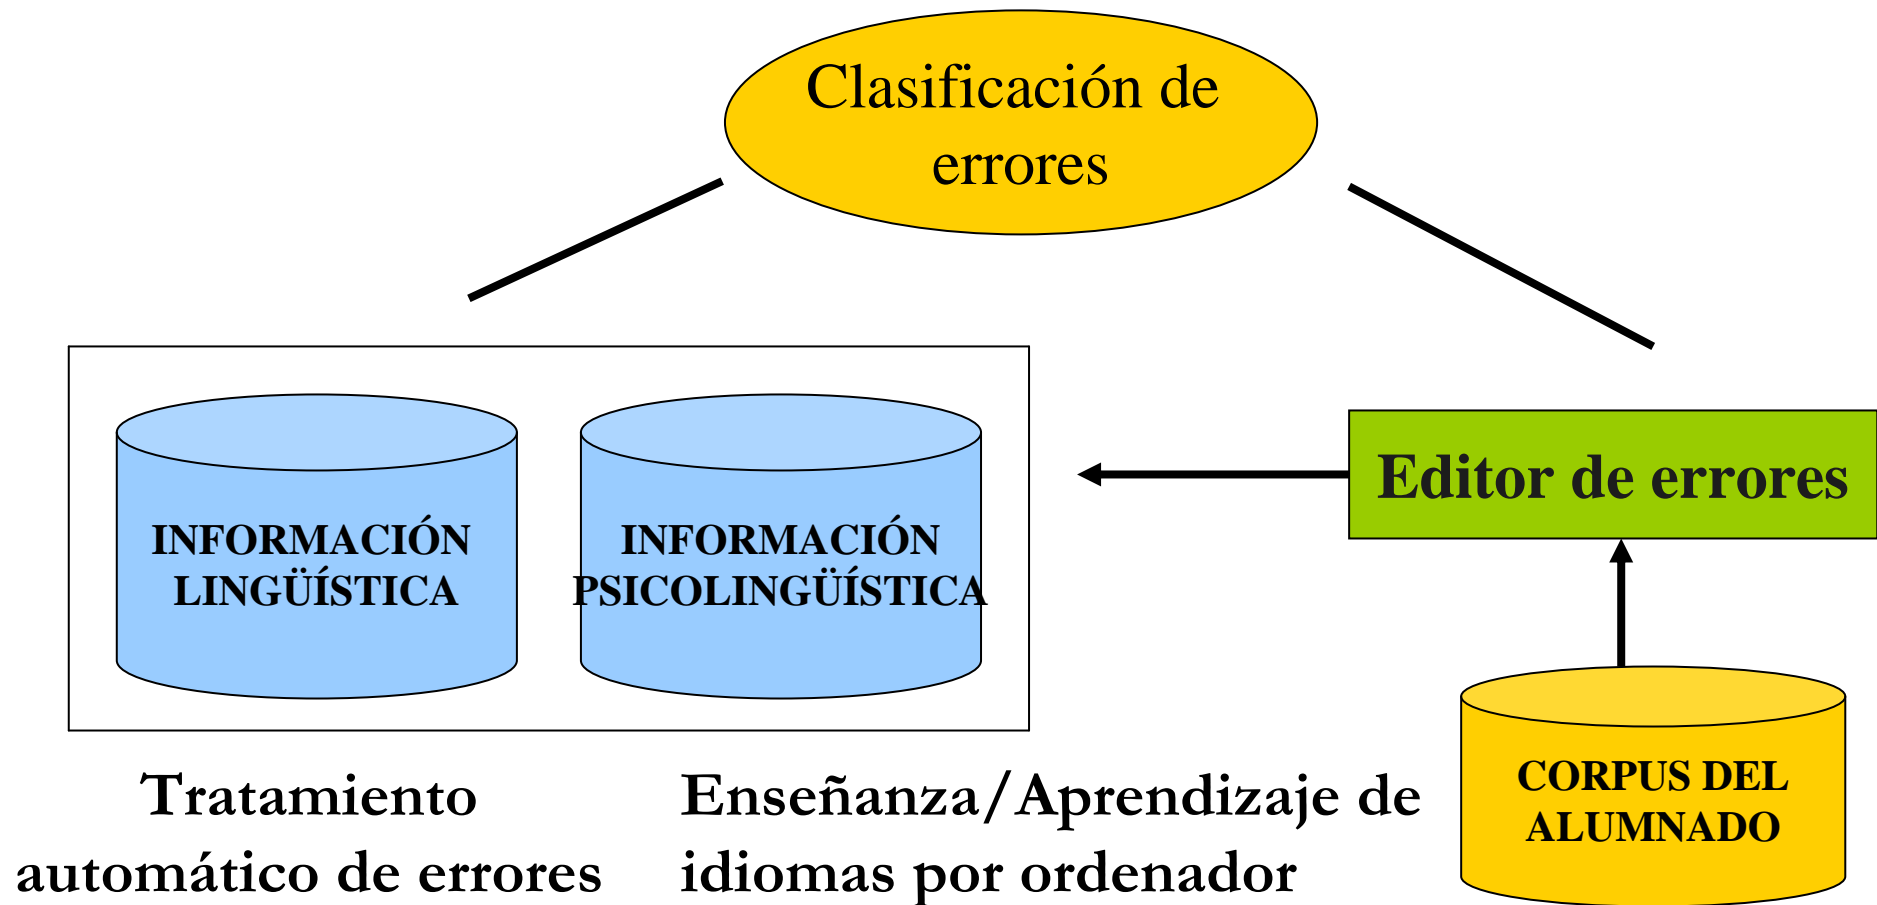 Clasificación de
errores
INFORMACIÓN
LINGÜÍSTICA
INFORMACIÓN
PSICOLINGÜÍSTICA
Editor de errores
CORPUS DEL
ALUMNADO
Tratamiento
automático de errores
Enseñanza/Aprendizaje de
idiomas por ordenador